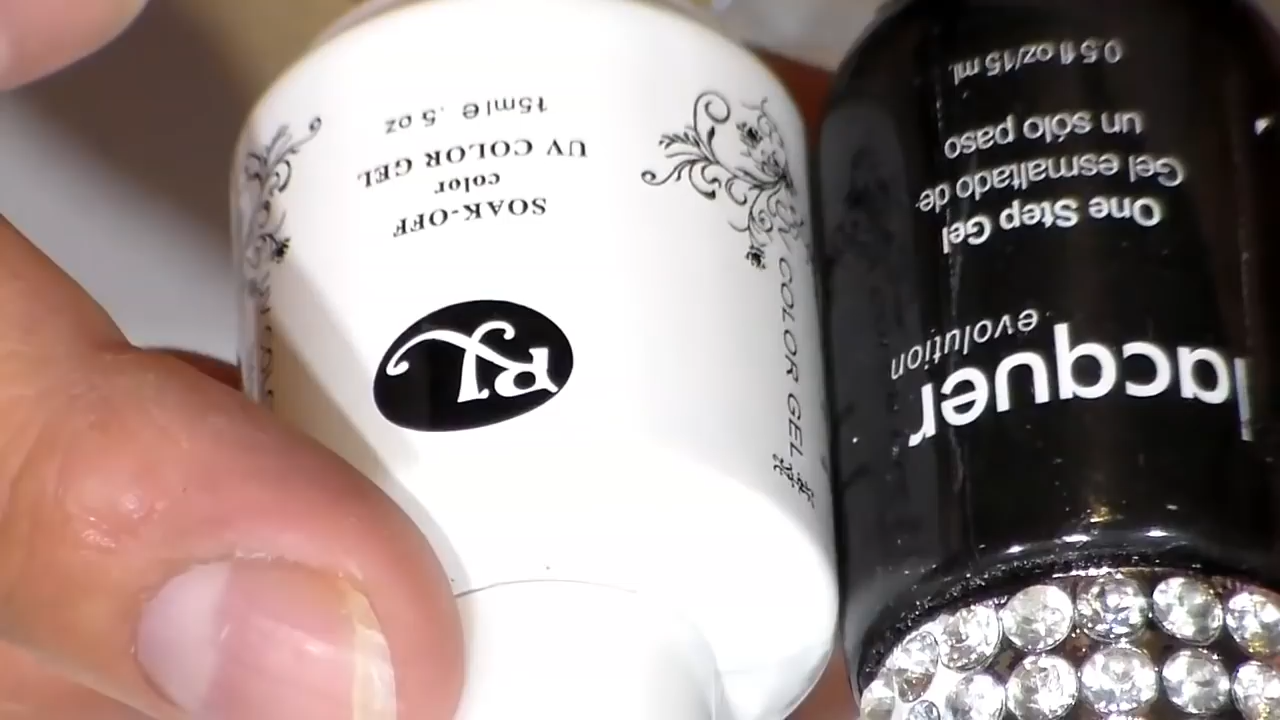 RL
SOAK-OFF
color
UV COLOR GEL
15ml e .5 oz
UV COLOR GEL
lacquer
evolution
One Step Gel
Gel esmaltado de
un sólo paso
0.5 fl oz/15 ml.